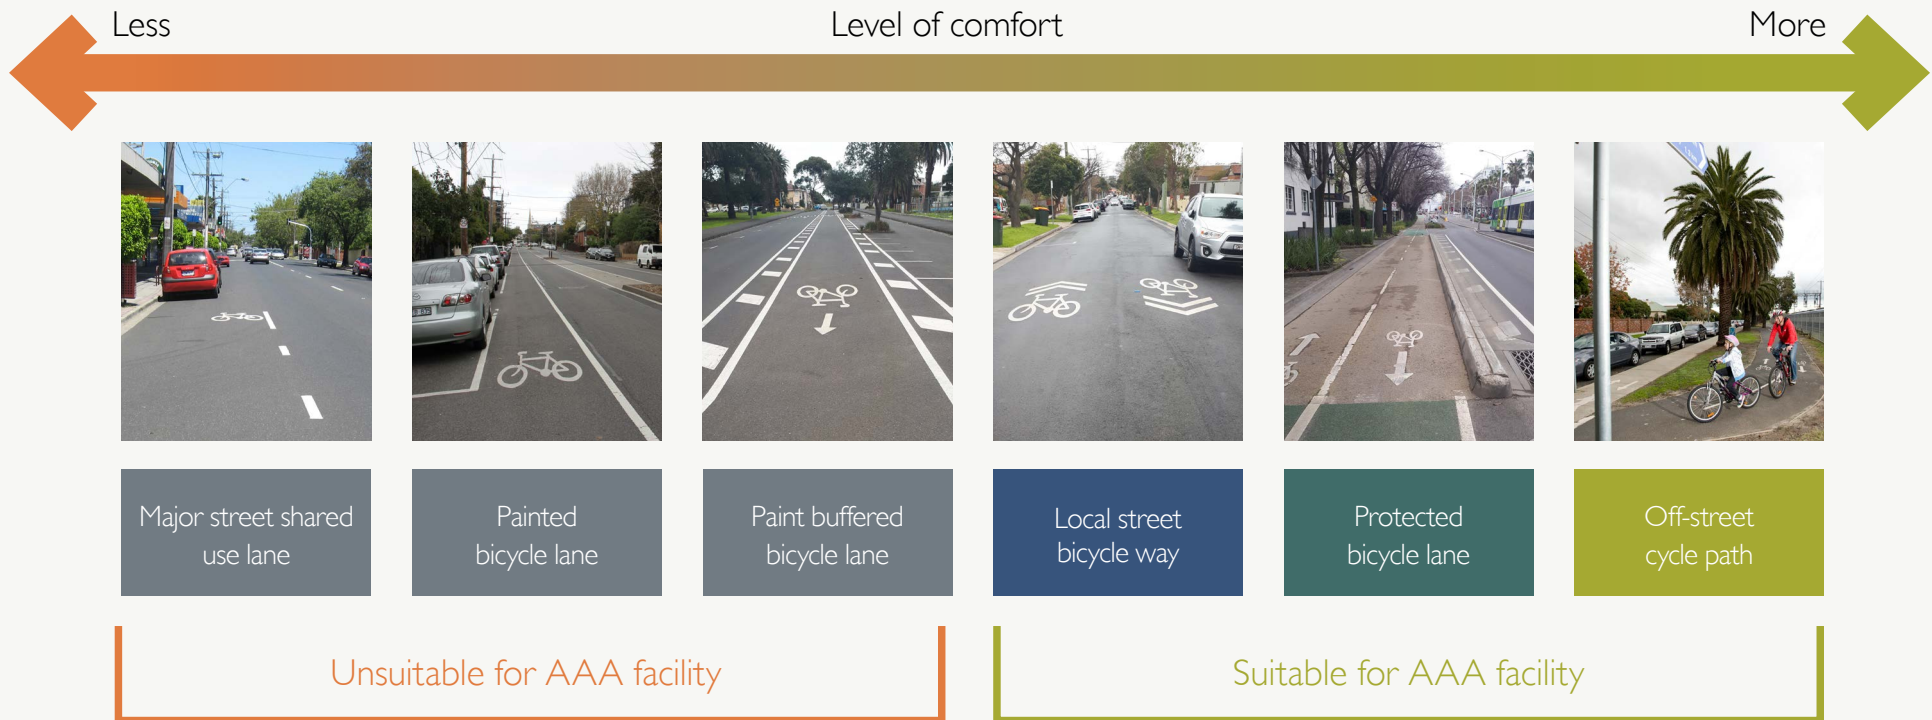 Less
Level of comfort
More
Major street shared
use lane
Painted
bicycle lane
Paint buffered
bicycle lane
Local street
bicycle way
Protected
bicycle lane
Off-street
cycle path
Unsuitable for AAA facility
Suitable for AAA facility